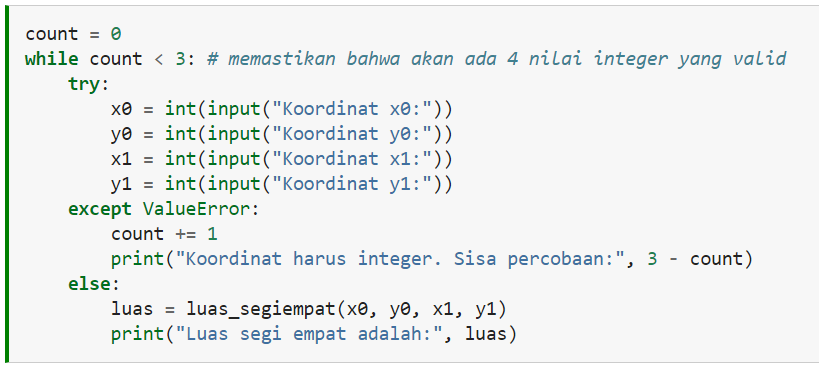 count = 0
while count < 3: # memastikan bahwa akan ada 4 nilai integer yang valid
    try:
        x0 = int(input("Koordinat x0:"))
        y0 = int(input("Koordinat y0:"))
        x1 = int(input("Koordinat x1:"))
        y1 = int(input("Koordinat y1:"))
    except ValueError:
        count += 1
        print("Koordinat harus integer. Sisa percobaan:", 3 - count)
    else:
        luas = luas_segiempat(x0, y0, x1, y1)
        print("Luas segi empat adalah:", luas)